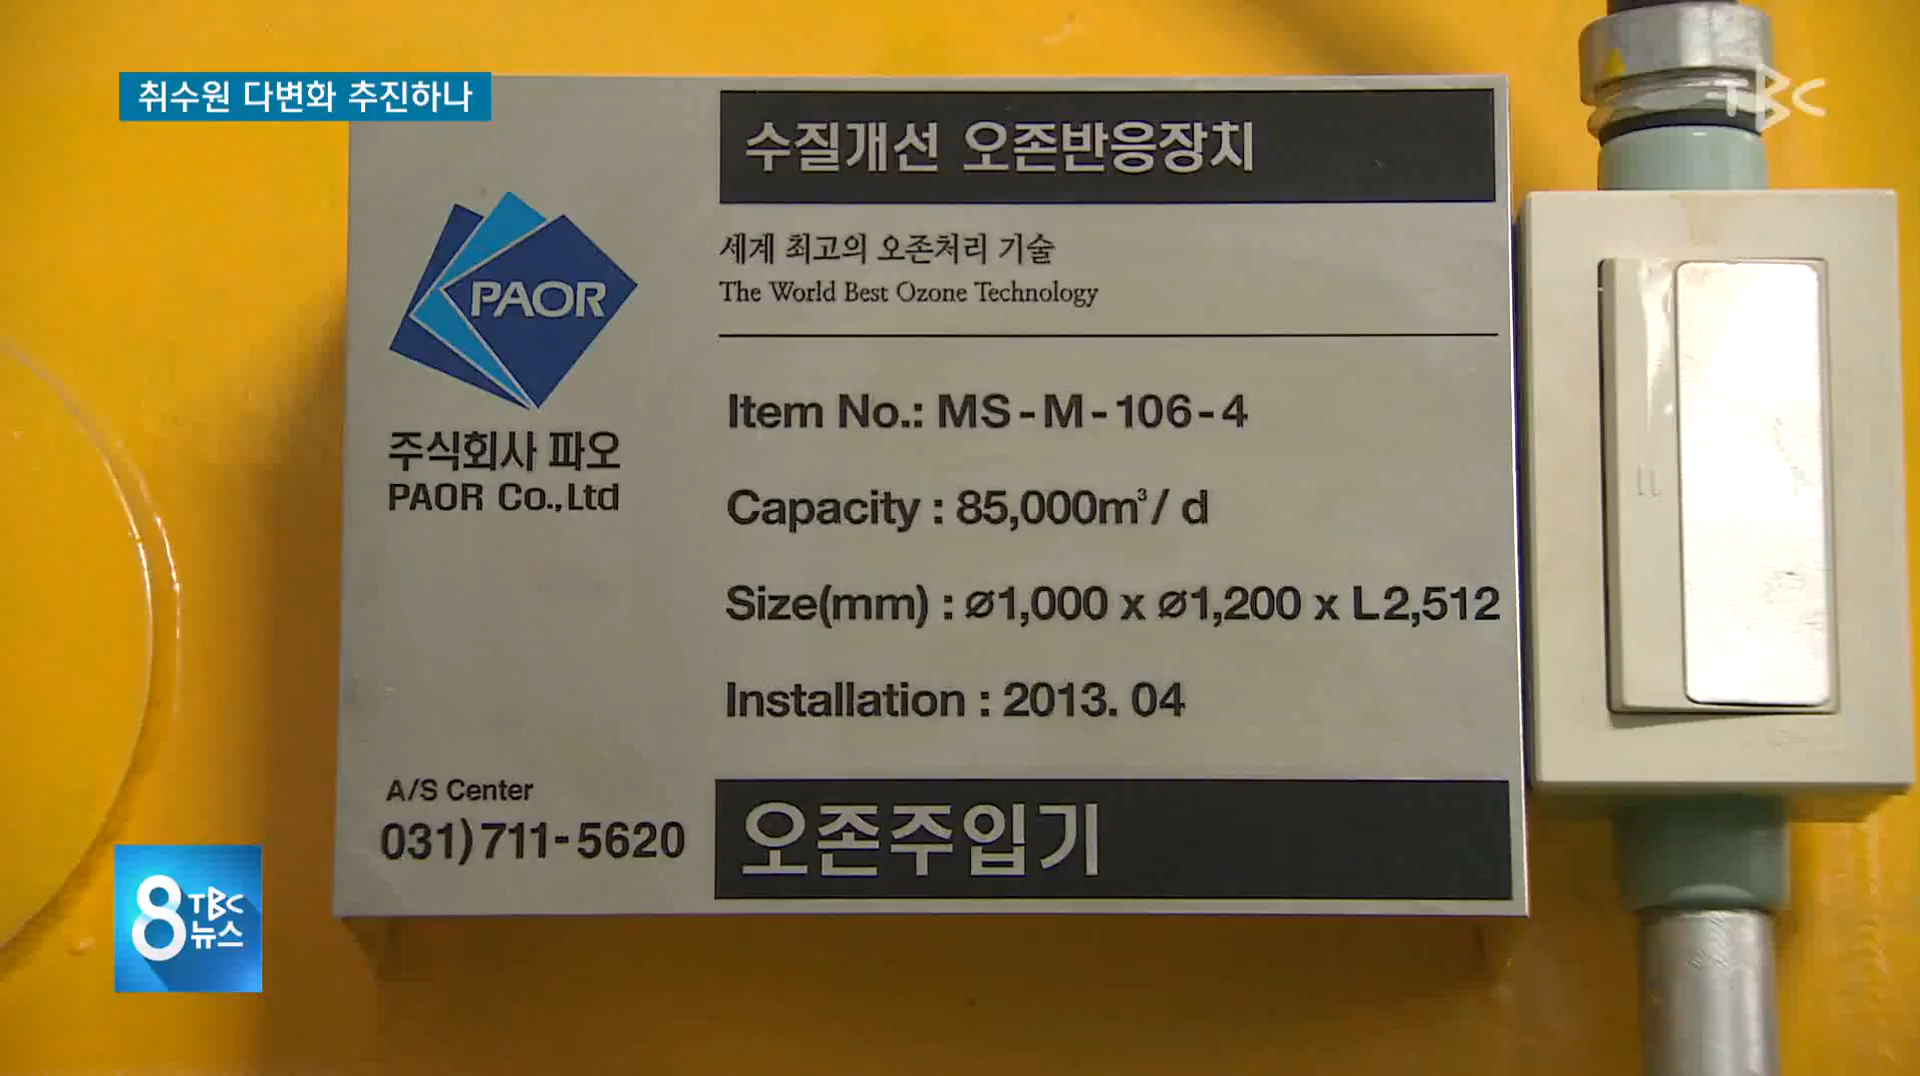 취수원 다변화 추진하나
TBC
수질개선 오존반응장치
세계 최고의 오존처리 기술
The World Best Ozone Technology
PAOR
주식회사 파오
PAOR Co.,Ltd
Item No.: MS-M-106-4
Capacity : 85,000m³/ d
Size(mm) : ⌀1,000 x ⌀1,200 x L2,512
Installation : 2013. 04
A/S Center
031)711-5620
오존주입기
8 TBC
뉴스